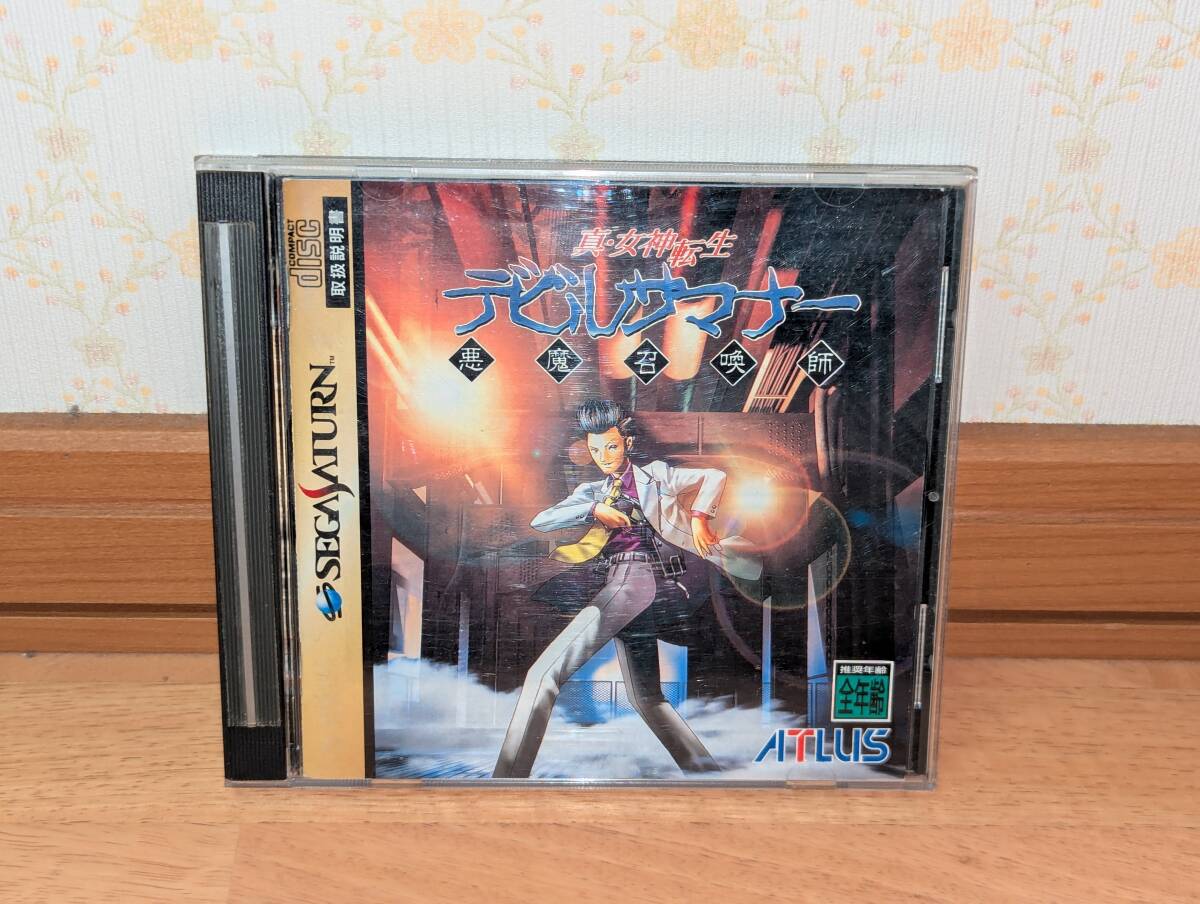 COMPACT
disc
取扱説明書
SEGA SATURN™
真・女神転生
デビルサマナー
悪魔召喚師
推奨年齢
全年齢
ATLUS